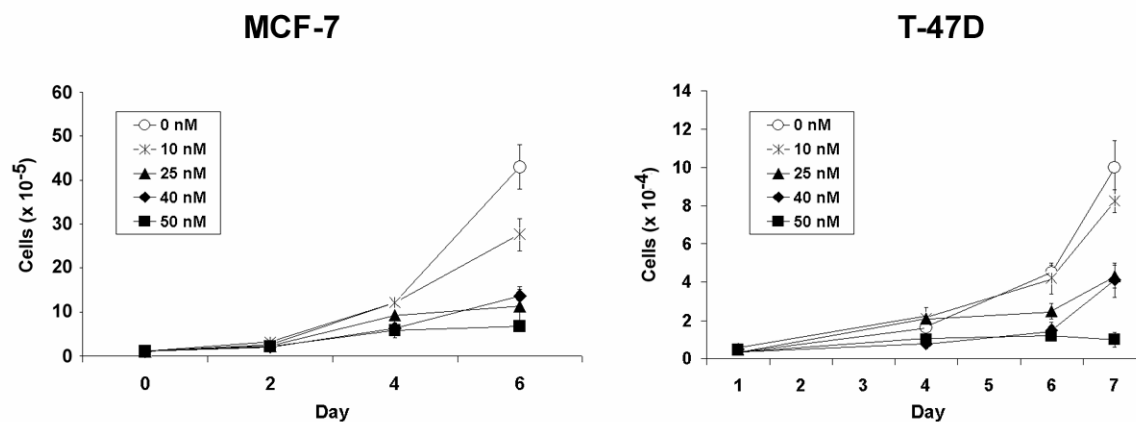 MCF-7
60
50
40
30
20
10
0
Cells (x 10-5)
0 nM
10 nM
25 nM
40 nM
50 nM
0 2 4 6
Day
T-47D
14
12
10
8
6
4
2
0
Cells (x 10-4)
0 nM
10 nM
25 nM
40 nM
50 nM
1 2 3 4 5 6 7
Day